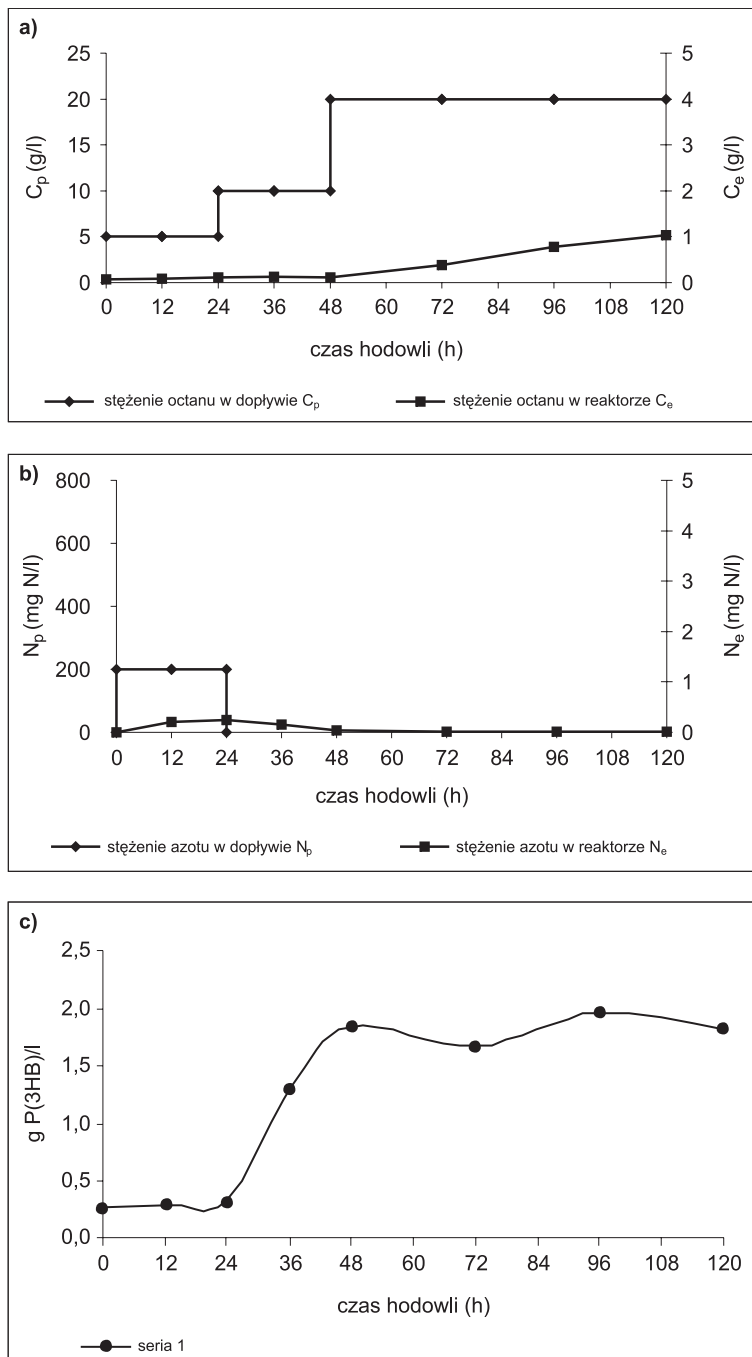 a)
25 5
20 4
15 3
10 2
5 1
0 0
C_p (g/l)
C_e (g/l)
0 12 24 36 48 60 72 84 96 108 120
czas hodowli (h)
stężenie octanu w dopływie C_p stężenie octanu w reaktorze C_e
b)
800 5
4
600
3
400
2
200
1
0 0
N_p (mg N/l)
N_e (mg N/l)
0 12 24 36 48 60 72 84 96 108 120
czas hodowli (h)
stężenie azotu w dopływie N_p stężenie azotu w reaktorze N_e
c)
2,5
2,0
1,5
1,0
0,5
0,0
g P(3HB)/l
0 12 24 36 48 72 84 96 108 120
60
czas hodowli (h)
seria 1